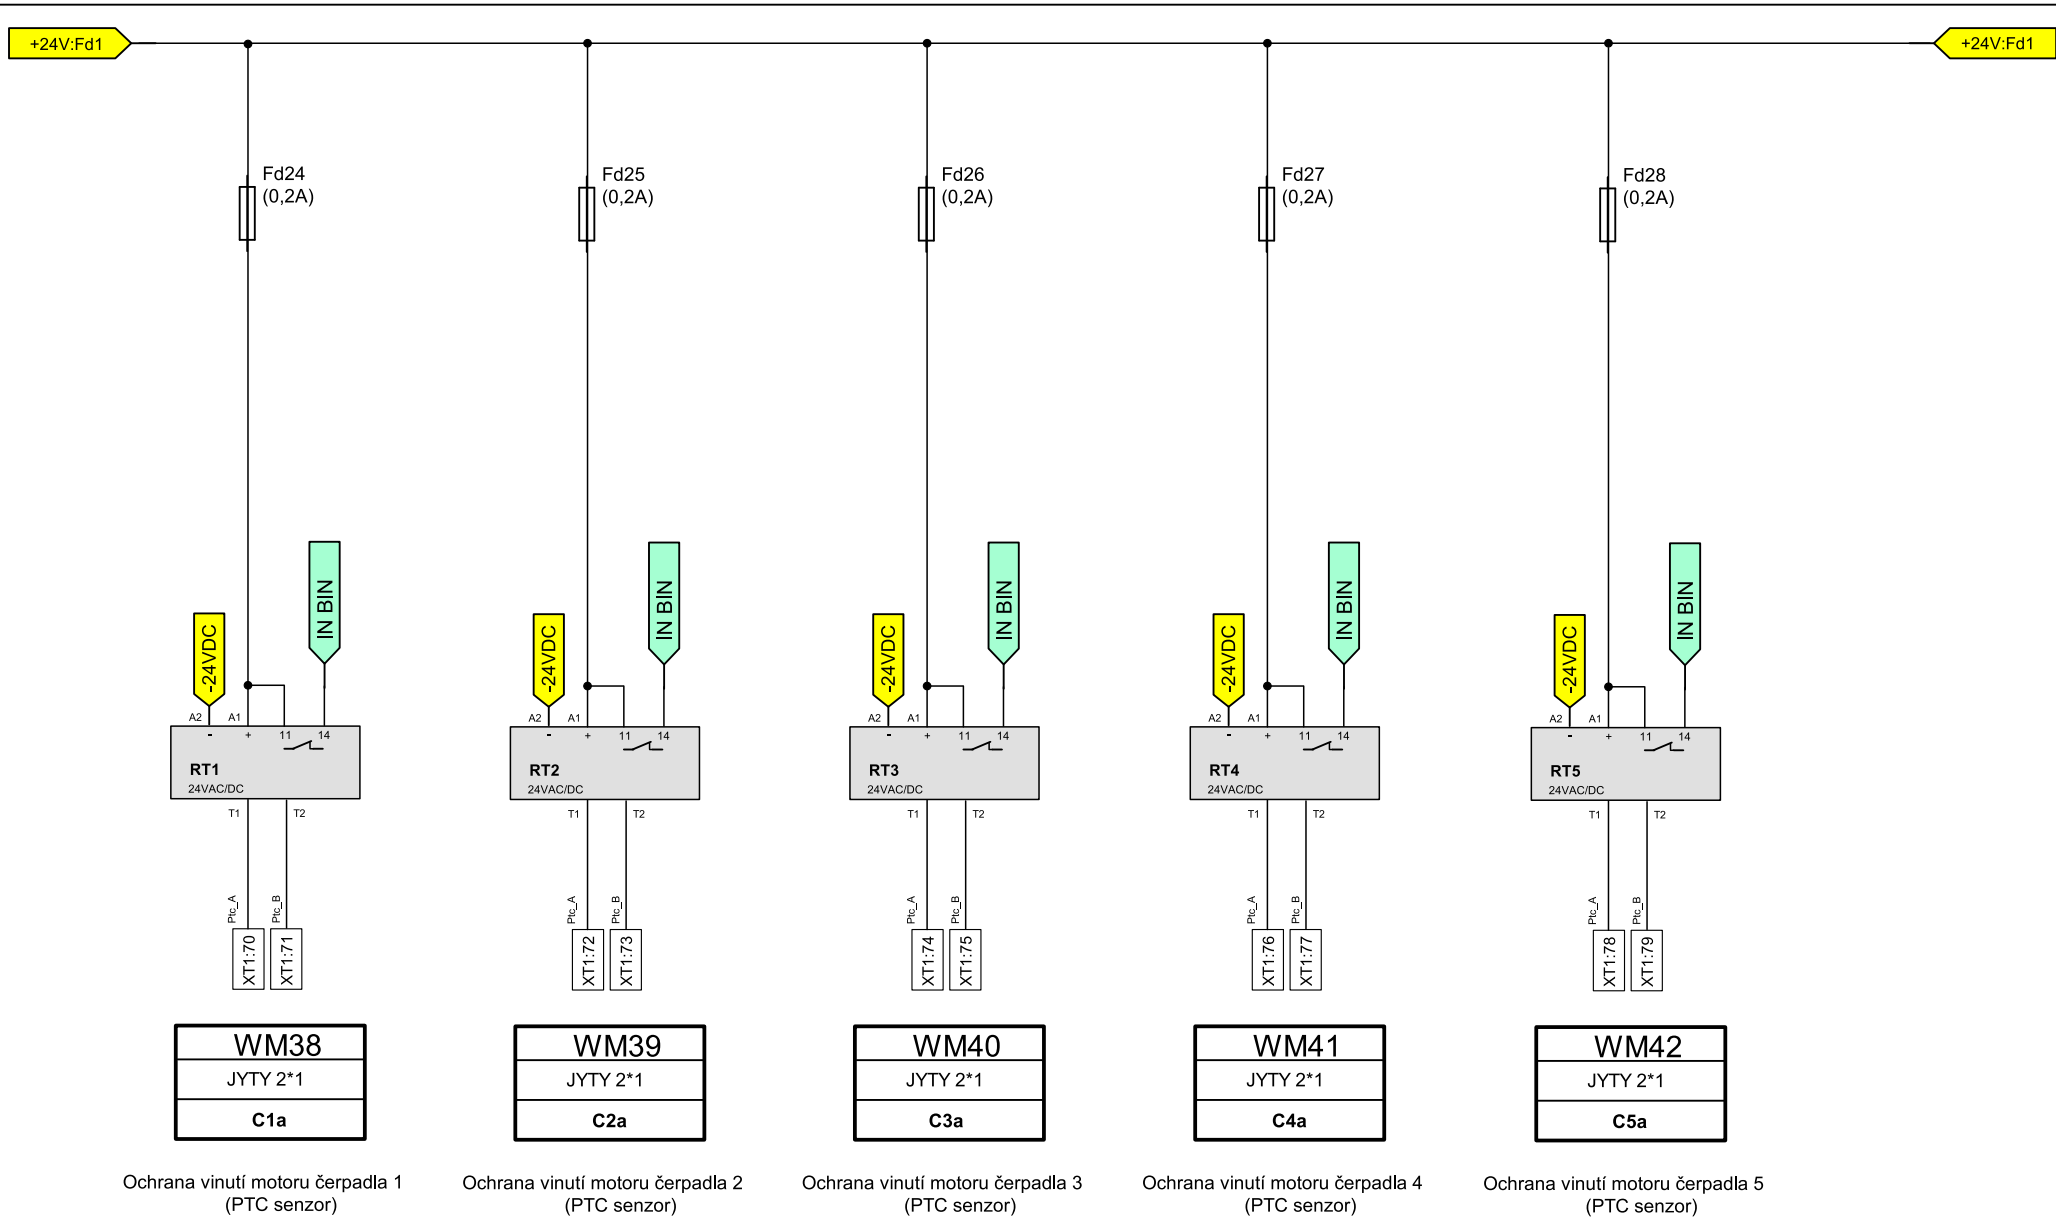 +24V:Fd1
+24V:Fd1
Fd24
(0,2A)
Fd25
(0,2A)
Fd26
(0,2A)
Fd27
(0,2A)
Fd28
(0,2A)
-24VDC
IN BIN
-24VDC
IN BIN
-24VDC
IN BIN
-24VDC
IN BIN
-24VDC
IN BIN
A2 A1
- + 11 14
RT1
24VAC/DC
T1 T2
A2 A1
- + 11 14
RT2
24VAC/DC
T1 T2
A2 A1
- + 11 14
RT3
24VAC/DC
T1 T2
A2 A1
- + 11 14
RT4
24VAC/DC
T1 T2
A2 A1
- + 11 14
RT5
24VAC/DC
T1 T2
Ptc_A
Ptc_B
XT1:70
XT1:71
Ptc_A
Ptc_B
XT1:72
XT1:73
Ptc_A
Ptc_B
XT1:74
XT1:75
Ptc_A
Ptc_B
XT1:76
XT1:77
Ptc_A
Ptc_B
XT1:78
XT1:79
WM38
JYTY 2*1
C1a
Ochrana vinutí motoru čerpadla 1
(PTC senzor)
WM39
JYTY 2*1
C2a
Ochrana vinutí motoru čerpadla 2
(PTC senzor)
WM40
JYTY 2*1
C3a
Ochrana vinutí motoru čerpadla 3
(PTC senzor)
WM41
JYTY 2*1
C4a
Ochrana vinutí motoru čerpadla 4
(PTC senzor)
WM42
JYTY 2*1
C5a
Ochrana vinutí motoru čerpadla 5
(PTC senzor)